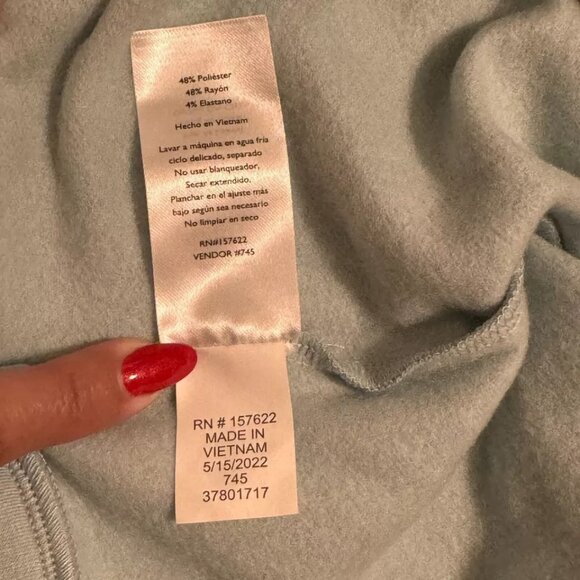 48% Poliéster
48% Rayón
4% Elastano
Hecho en Vietnam
Lavar a máquina en agua fría
ciclo delicado, separado
No usar blanqueador,
Secar extendido,
Planchar en el ajuste más
bajo según sea necesario
No limpiar en seco
RN#157622
VENDOR #745
RN # 157622
MADE IN
VIETNAM
5/15/2022
745
37801717